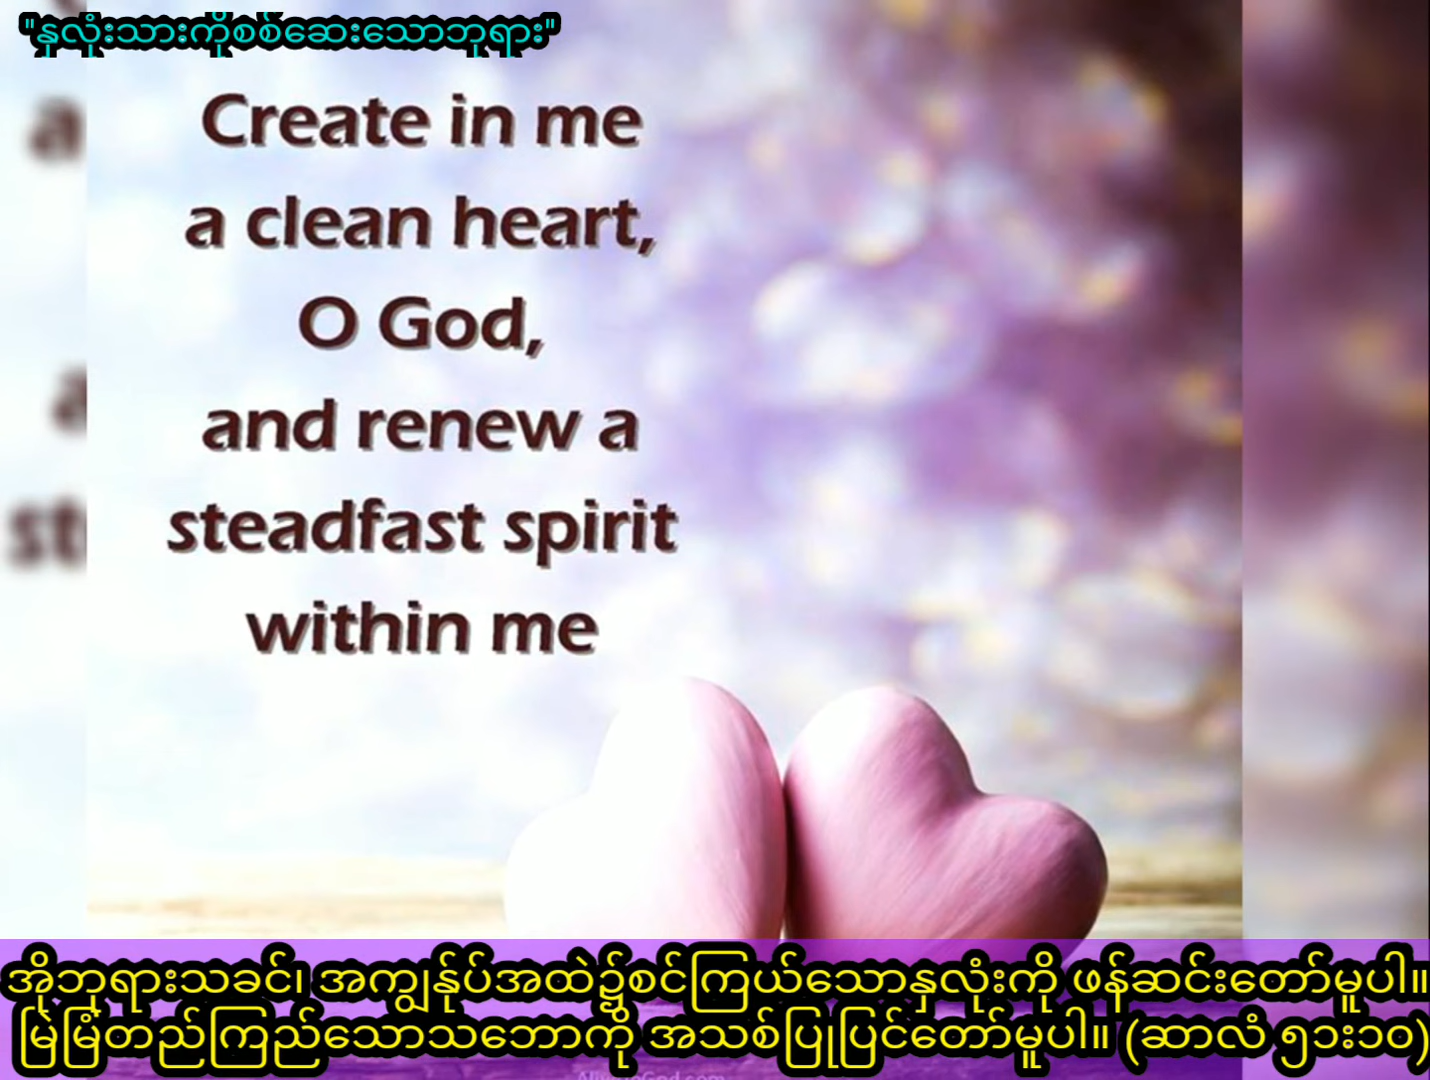 "နှလုံးသားကိုစစ်ဆေးသောဘုရား"
Create in me
a clean heart,
O God,
and renew a
steadfast spirit
within me
အိုဘုရားသခင်၊ အကျွန်ုပ်အထဲ၌စင်ကြယ်သောနှလုံးကို ဖန်ဆင်းတော်မူပါ။
မြဲမြံတည်ကြည်သောသဘောကို အသစ်ပြုပြင်တော်မူပါ။ (ဆာလံ ၅၁း၁၀)